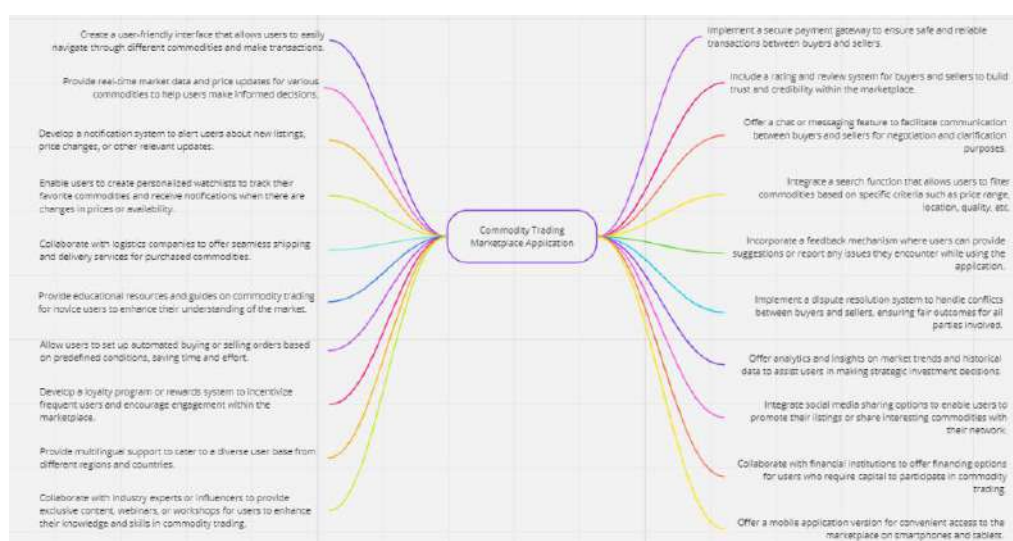 Create a user-friendly interface that allows users to easily
navigate through different commodities and make transactions.
Provide real-time market data and price updates for various
commodities to help users make informed decisions.
Develop a notification system to alert users about new listings,
price changes, or other relevant updates.
Enable users to create personalized watchlists to track their
favorite commodities and receive notifications when there are
changes in prices or availability.
Collaborate with logistics companies to offer seamless shipping
and delivery services for purchased commodities.
Provide educational resources and guides on commodity trading
for novice users to enhance their understanding of the market.
Allow users to set up automated buying or selling orders based
on predefined conditions, saving time and effort.
Develop a loyalty program or rewards system to incentivize
frequent users and encourage engagement within the
marketplace.
Provide multilingual support to cater to a diverse user base from
different regions and countries.
Collaborate with industry experts or influencers to provide
exclusive content, webinars, or workshops for users to enhance
their knowledge and skills in commodity trading.
Commodity Trading
Marketplace Application
Implement a secure payment gateway to ensure safe and reliable
transactions between buyers and sellers.
Include a rating and review system for buyers and sellers to build
trust and credibility within the marketplace.
Offer a chat or messaging feature to facilitate communication
between buyers and sellers for negotiation and clarification
purposes.
Integrate a search function that allows users to filter
commodities based on specific criteria such as price range,
location, quality, etc.
Incorporate a feedback mechanism where users can provide
suggestions or report any issues they encounter while using the
application.
Implement a dispute resolution system to handle conflicts
between buyers and sellers, ensuring fair outcomes for all
parties involved.
Offer analytics and insights on market trends and historical
data to assist users in making strategic investment decisions.
Integrate social media sharing options to enable users to
promote their listings or share interesting commodities with
their network.
Collaborate with financial institutions to offer financing options
for users who require capital to participate in commodity
trading.
Offer a mobile application version for convenient access to the
marketplace on smartphones and tablets.